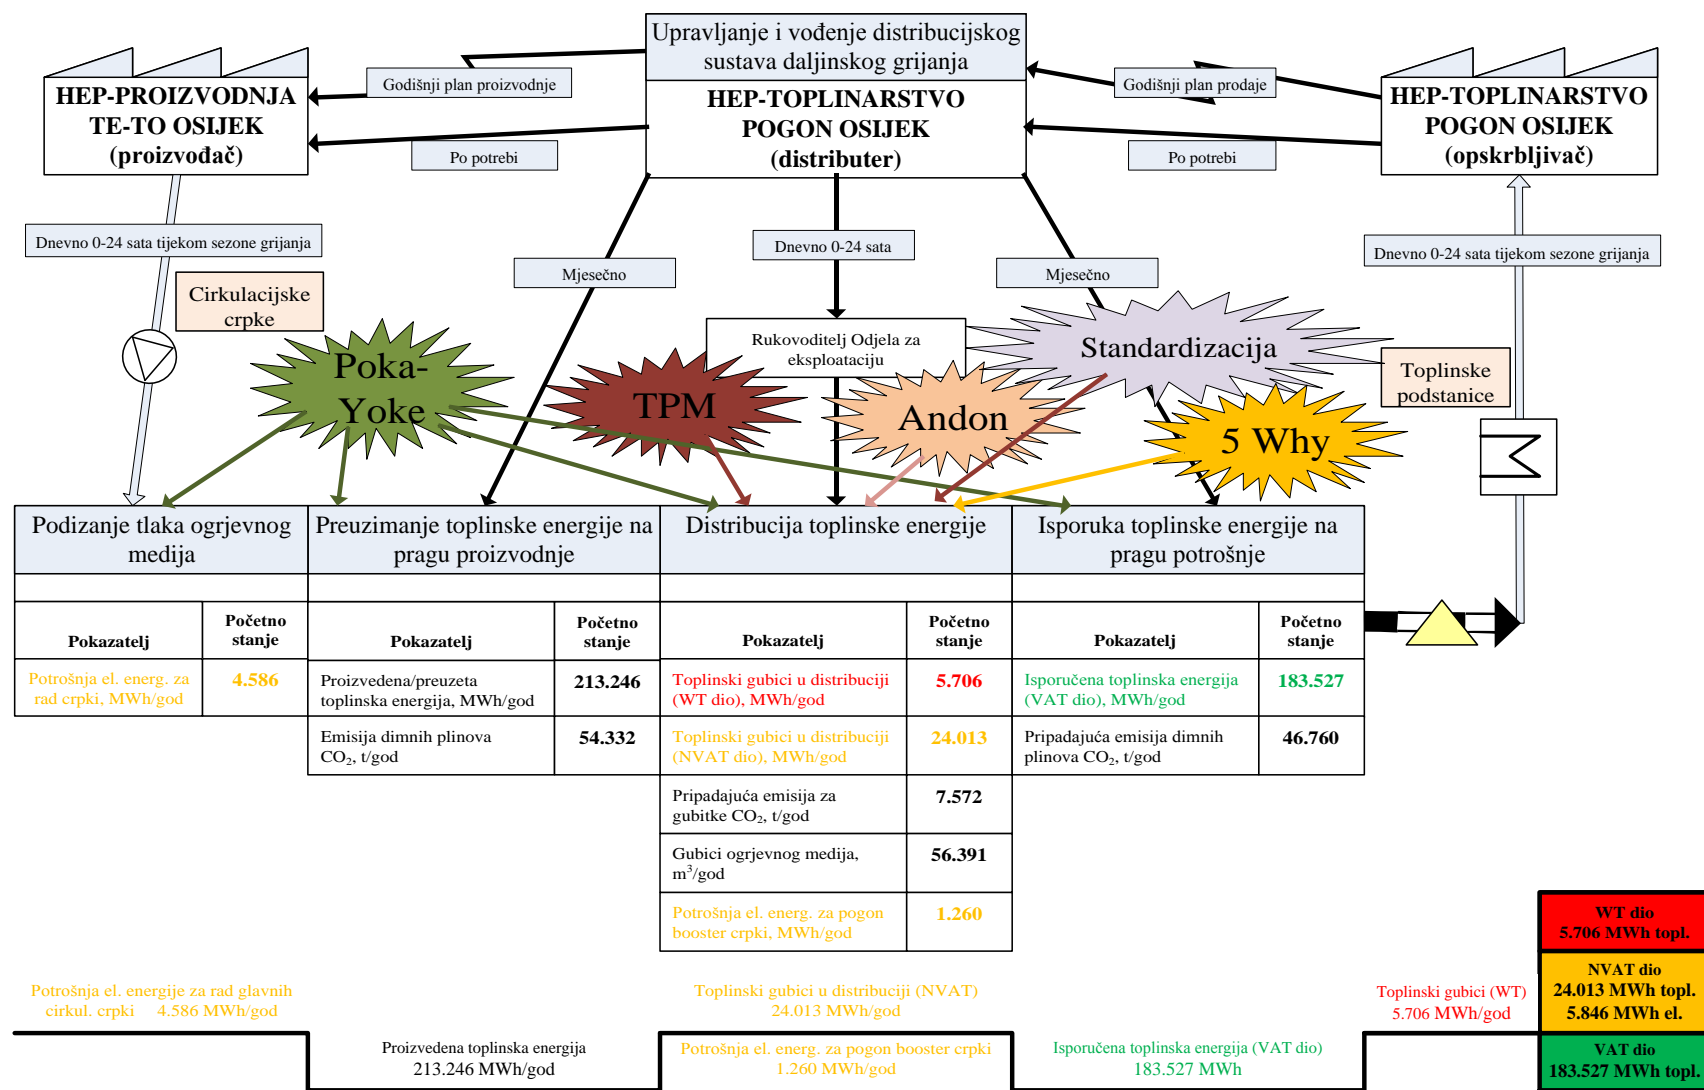 Upravljanje i vođenje distribucijskog
sustava daljinskog grijanja
HEP-TOPLINARSTVO
POGON OSIJEK
(distributer)
HEP-PROIZVODNJA
TE-TO OSIJEK
(proizvođač)
Godišnji plan proizvodnje
Po potrebi
Godišnji plan prodaje
Po potrebi
HEP-TOPLINARSTVO
POGON OSIJEK
(opskrbljivač)
Dnevno 0-24 sata tijekom sezone grijanja
Mjesečno
Dnevno 0-24 sata
Mjesečno
Dnevno 0-24 sata tijekom sezone grijanja
Cirkulacijske
crpke
Rukovoditelj Odjela za
eksploataciju
Toplinske
podstanice
Poka-
Yoke
TPM
Andon
Standardizacija
5 Why
Podizanje tlaka ogrjevnog
medija
Pokazatelj
Početno
stanje
Potrošnja el. energ. za
rad crpki, MWh/god
4.586
Preuzimanje toplinske energije na
pragu proizvodnje
Pokazatelj
Početno
stanje
Proizvedena/preuzeta
toplinska energija, MWh/god
213.246
Emisija dimnih plinova
CO₂, t/god
54.332
Distribucija toplinske energije
Pokazatelj
Početno
stanje
Toplinski gubici u distribuciji
(WT dio), MWh/god
5.706
Toplinski gubici u distribuciji
(NVAT dio), MWh/god
24.013
Pripadajuća emisija za
gubitke CO₂, t/god
7.572
Gubici ogrjevnog medija,
m³/god
56.391
Potrošnja el. energ. za pogon
booster crpki, MWh/god
1.260
Isporuka toplinske energije na
pragu potrošnje
Pokazatelj
Početno
stanje
Isporučena toplinska energija
(VAT dio), MWh/god
183.527
Pripadajuća emisija dimnih
plinova CO₂, t/god
46.760
Potrošnja el. energije za rad glavnih
cirkul. crpki 4.586 MWh/god
Proizvedena toplinska energija
213.246 MWh/god
Toplinski gubici u distribuciji (NVAT)
24.013 MWh/god
Potrošnja el. energ. za pogon booster crpki
1.260 MWh/god
Isporučena toplinska energija (VAT dio)
183.527 MWh
Toplinski gubici (WT)
5.706 MWh/god
WT dio
5.706 MWh topl.
NVAT dio
24.013 MWh topl.
5.846 MWh el.
VAT dio
183.527 MWh topl.